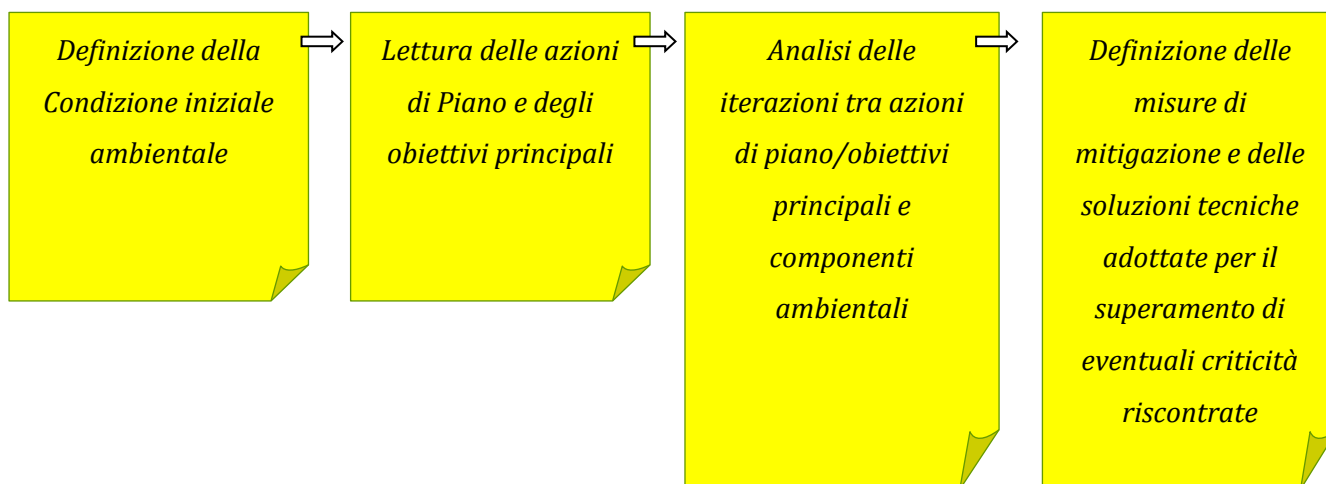 Definizione della
Condizione iniziale
ambientale
Lettura delle azioni
di Piano e degli
obiettivi principali
Analisi delle
iterazioni tra azioni
di piano/obiettivi
principali e
componenti
ambientali
Definizione delle
misure di
mitigazione e delle
soluzioni tecniche
adottate per il
superamento di
eventuali criticità
riscontrate